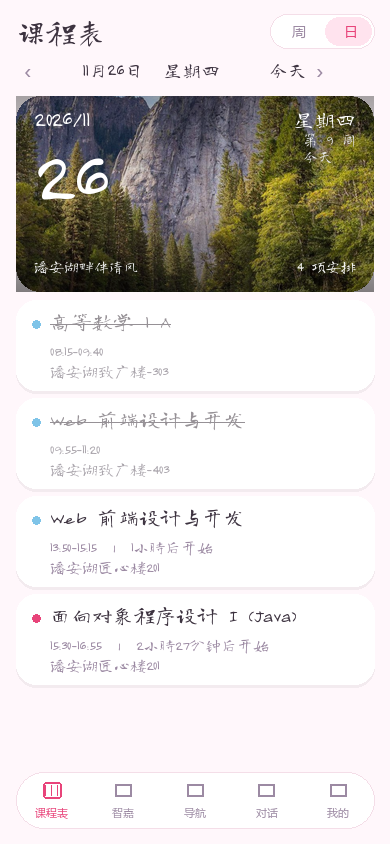 课程表
周 日
11月26日 星期四 今天
2026/11 星期四
第 9 周
今天
26
潘安湖畔伴清风 4 项安排
高等数学 I A
08:15-09:40
潘安湖致广楼-303
Web 前端设计与开发
09:55-11:20
潘安湖致广楼-403
Web 前端设计与开发
13:50-15:15 | 1小时后开始
潘安湖匠心楼201
面向对象程序设计 I (Java)
15:30-16:55 | 2小时27分钟后开始
潘安湖匠心楼201
课程表 智嘉 导航 对话 我的